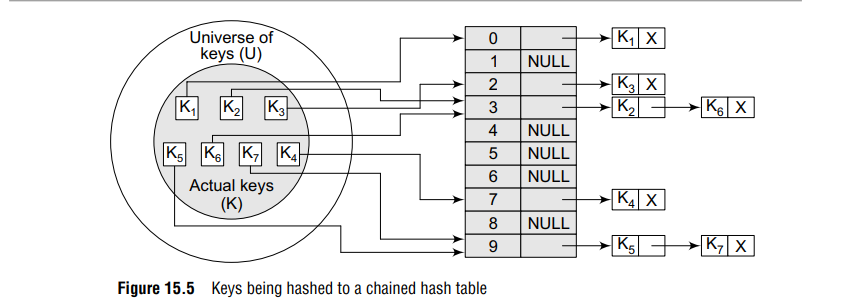 Universe of
keys (U)
K1 K2 K3
K5 K6 K7 K4
Actual keys
(K)
0 K1 X
1 NULL
2 K3 X
3 K2 K6 X
4 NULL
5 NULL
6 NULL
7 K4 X
8 NULL
9 K5 K7 X
Figure 15.5 Keys being hashed to a chained hash table